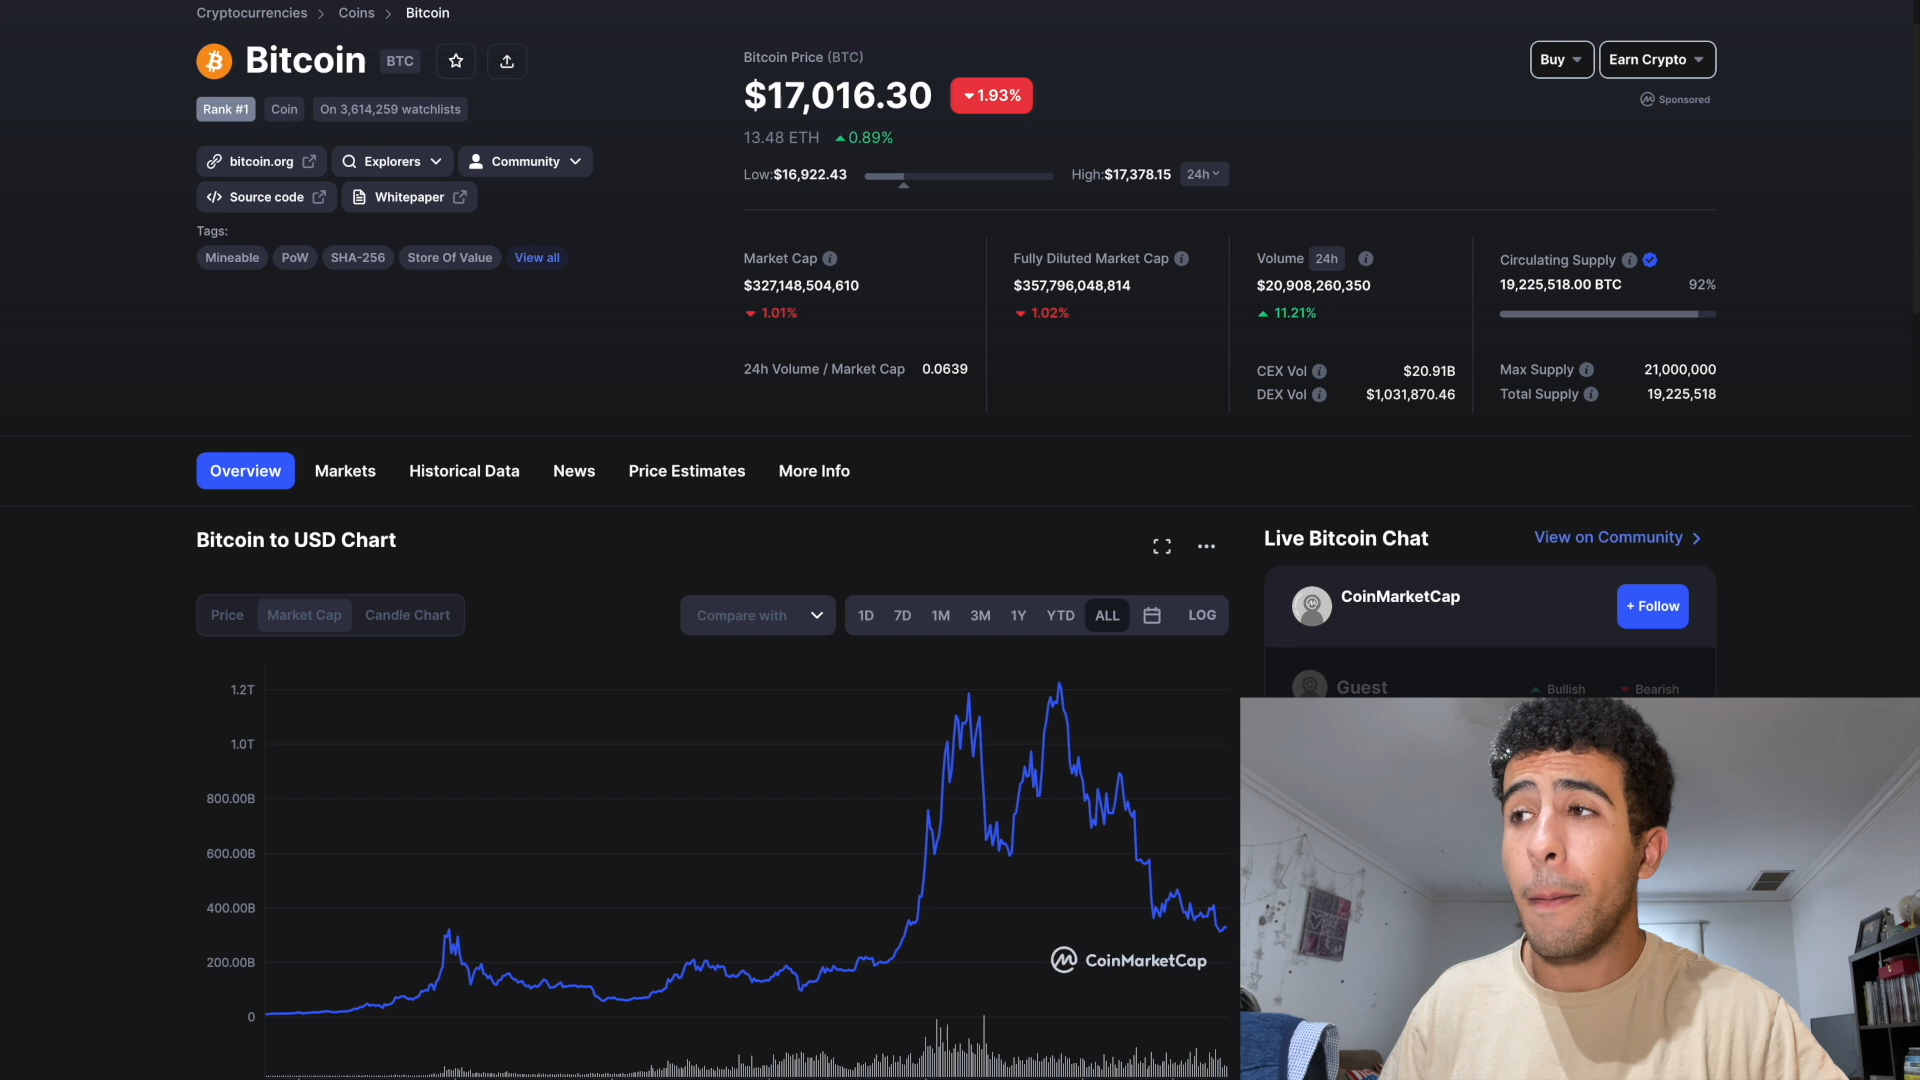 Cryptocurrencies > Coins > Bitcoin
Bitcoin BTC
Rank #1 Coin On 3,614,259 watchlists
bitcoin.org Explorers Community
Source code Whitepaper
Tags:
Mineable PoW SHA-256 Store Of Value View all
Bitcoin Price (BTC)
$17,016.30 1.93%
13.48 ETH 0.89%
Low:$16,922.43 High:$17,378.15 24h
Buy Earn Crypto
Sponsored
Market Cap
$327,148,504,610
1.01%
24h Volume / Market Cap 0.0639
Fully Diluted Market Cap
$357,796,048,814
1.02%
Volume 24h
$20,908,260,350
11.21%
CEX Vol $20.91B
DEX Vol $1,031,870.46
Circulating Supply
19,225,518.00 BTC 92%
Max Supply 21,000,000
Total Supply 19,225,518
Overview Markets Historical Data News Price Estimates More Info
Bitcoin to USD Chart
Price Market Cap Candle Chart
Compare with 1D 7D 1M 3M 1Y YTD ALL LOG
1.2T
1.0T
800.00B
600.00B
400.00B
200.00B
0
CoinMarketCap
Live Bitcoin Chat View on Community >
CoinMarketCap + Follow
Guest Bullish Bearish